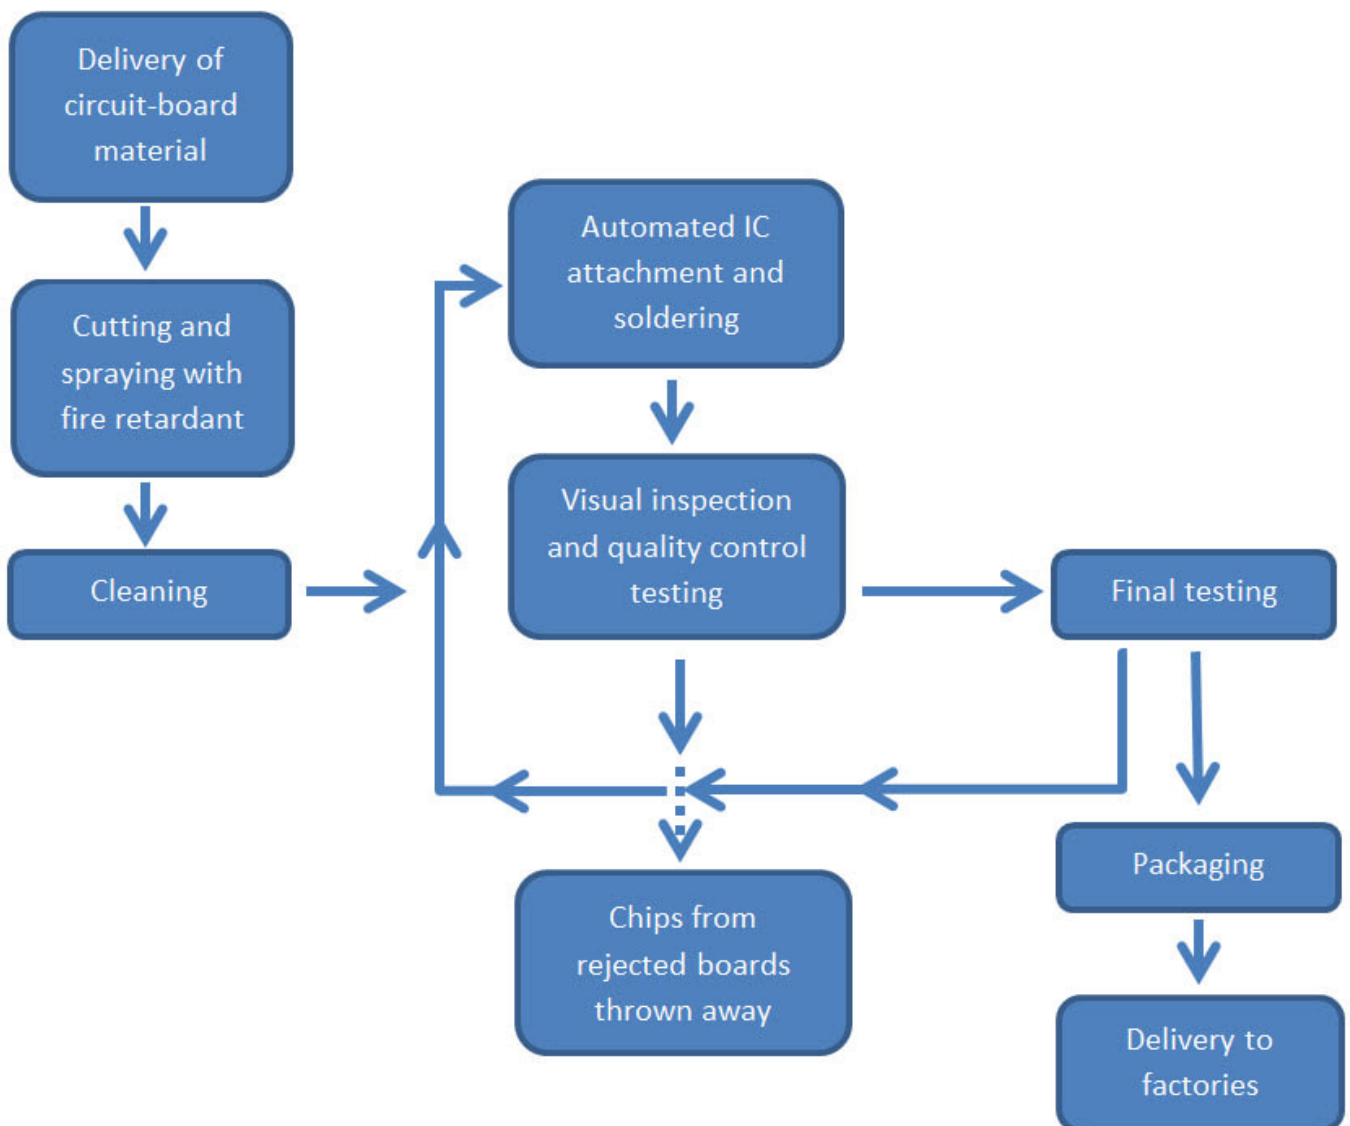 Delivery of
circuit-board
material
Cutting and
spraying with
fire retardant
Cleaning
Automated IC
attachment and
soldering
Visual inspection
and quality control
testing
Chips from
rejected boards
thrown away
Final testing
Packaging
Delivery to
factories